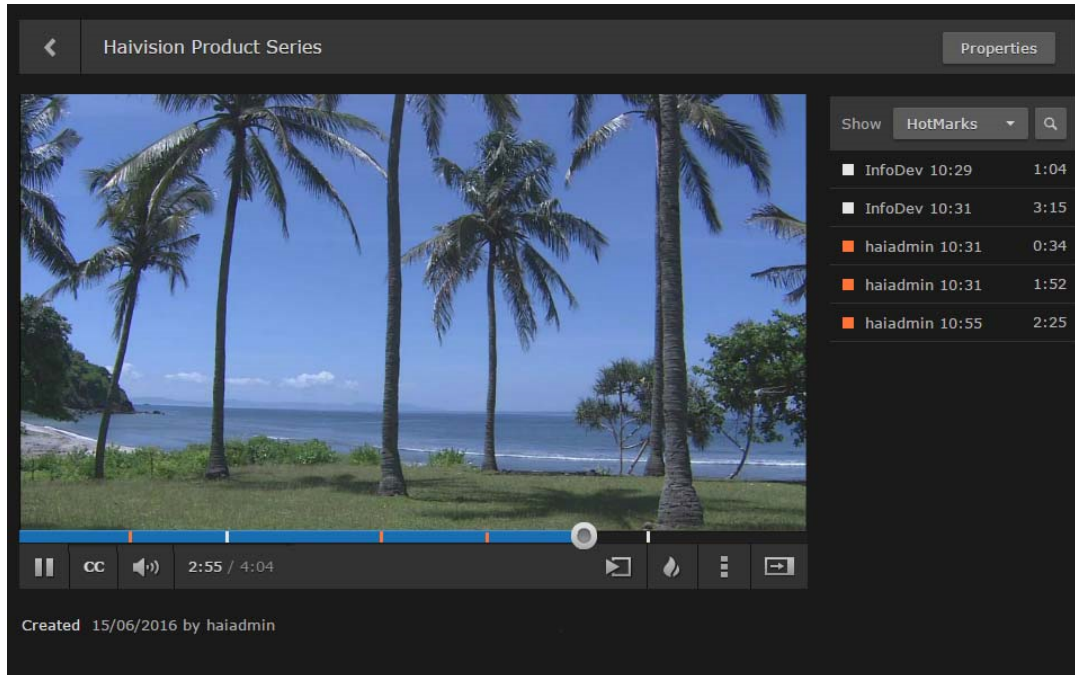 Haivision Product Series
Properties
Show HotMarks
InfoDev 10:29 1:04
InfoDev 10:31 3:15
haiadmin 10:31 0:34
haiadmin 10:31 1:52
haiadmin 10:55 2:25
CC 2:55 / 4:04
Created 15/06/2016 by haiadmin